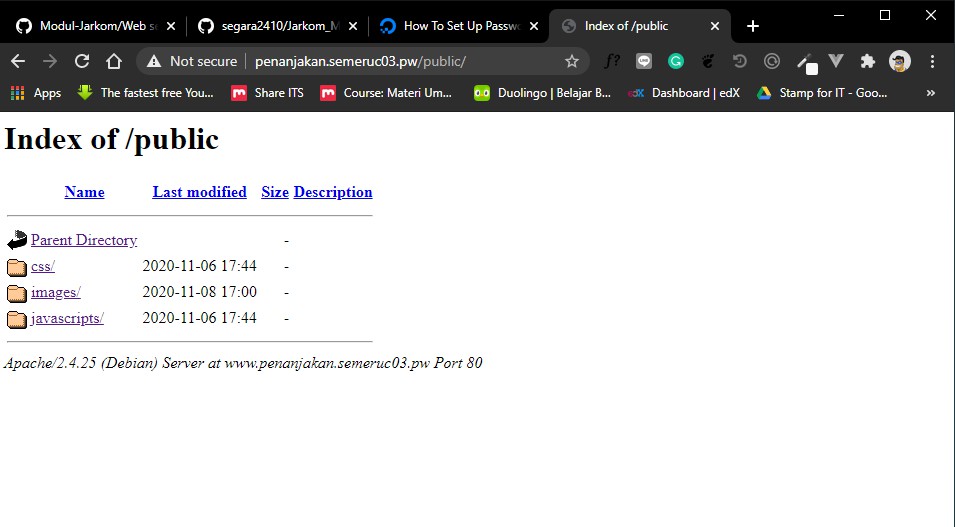 Modul-Jarkom/Web se
segara2410/Jarkom_M
How To Set Up Passwo
Index of /public
Not secure
penanjakan.semeruc03.pw/public/
f?
Apps
The fastest free You...
Share ITS
Course: Materi Um...
Duolingo | Belajar B...
edX
Dashboard | edX
Stamp for IT - Goo...
»
Index of /public
Name Last modified Size Description
Parent Directory -
css/ 2020-11-06 17:44 -
images/ 2020-11-08 17:00 -
javascripts/ 2020-11-06 17:44 -
Apache/2.4.25 (Debian) Server at www.penanjakan.semeruc03.pw Port 80